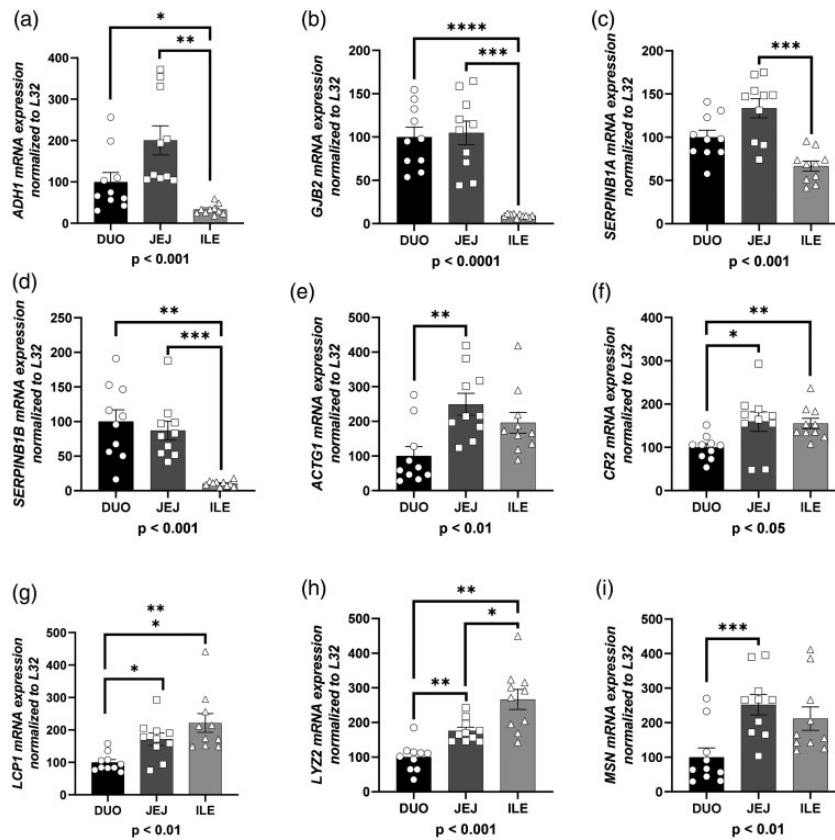 (a)
ADH1 mRNA expression
normalized to L32
400
300
200
100
0
*
**
DUO JEJ ILE
p < 0.001
(b)
GJB2 mRNA expression
normalized to L32
200
150
100
50
0
****
***
DUO JEJ ILE
p < 0.0001
(c)
SERPINB1A mRNA expression
normalized to L32
200
150
100
50
0
***
DUO JEJ ILE
p < 0.001
(d)
SERPINB1B mRNA expression
normalized to L32
250
200
150
100
50
0
**
***
DUO JEJ ILE
p < 0.001
(e)
ACTG1 mRNA expression
normalized to L32
500
400
300
200
100
0
**
DUO JEJ ILE
p < 0.01
(f)
CR2 mRNA expression
normalized to L32
400
300
200
100
0
**
*
DUO JEJ ILE
p < 0.05
(g)
LCP1 mRNA expression
normalized to L32
500
400
300
200
100
0
**
*
*
DUO JEJ ILE
p < 0.01
(h)
LYZ2 mRNA expression
normalized to L32
500
400
300
200
100
0
**
*
**
DUO JEJ ILE
p < 0.001
(i)
MSN mRNA expression
normalized to L32
500
400
300
200
100
0
***
DUO JEJ ILE
p < 0.01